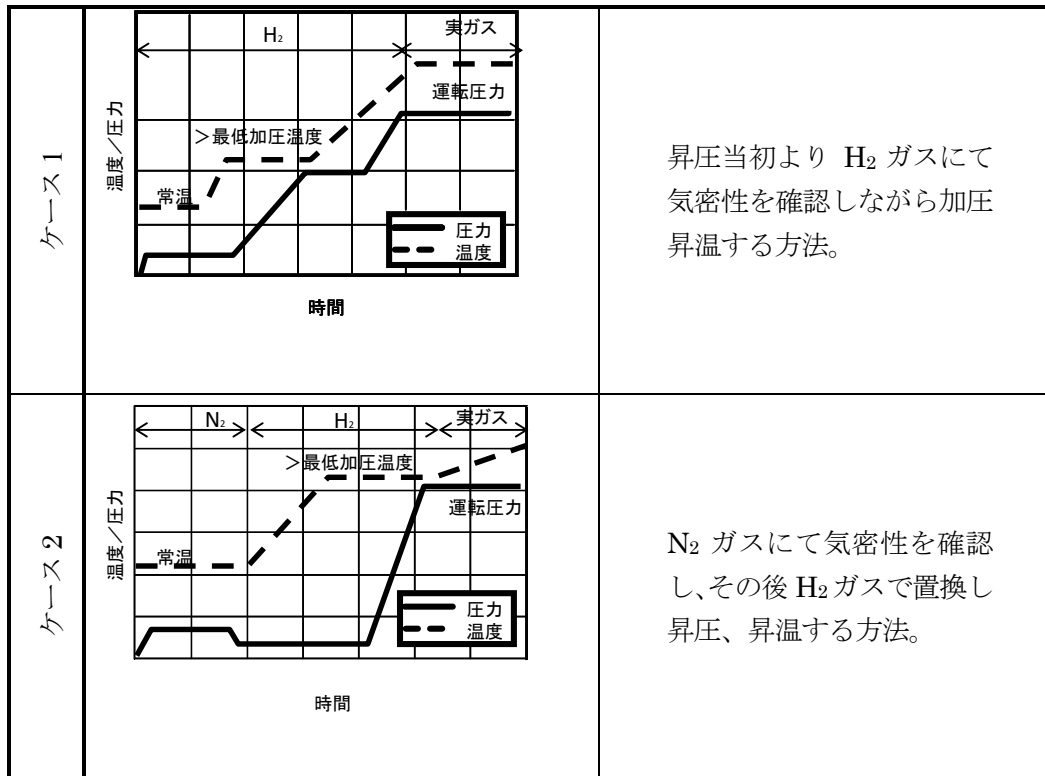 ケース 1
温度／圧力
H₂
実ガス
運転圧力
＞最低加圧温度
常温
圧力
温度
時間
昇圧当初より H₂ ガスにて
気密性を確認しながら加圧
昇温する方法。
ケース 2
温度／圧力
N₂
H₂
実ガス
＞最低加圧温度
運転圧力
常温
圧力
温度
時間
N₂ ガスにて気密性を確認
し、その後 H₂ ガスで置換し
昇圧、昇温する方法。